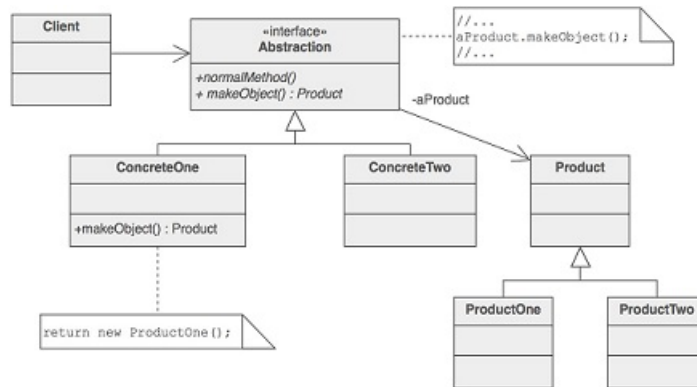 Client
«interface»
Abstraction
+normalMethod()
+ makeObject() : Product
//...
aProduct.makeObject();
//...
-aProduct
ConcreteOne
+makeObject() : Product
ConcreteTwo
Product
return new ProductOne();
ProductOne
ProductTwo